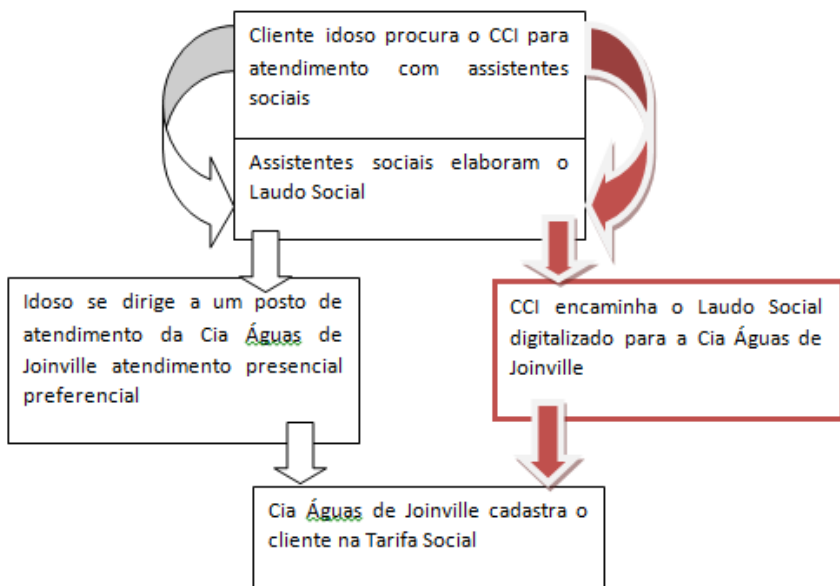 Cliente idoso procura o CCI para
atendimento com assistentes
sociais
Assistentes sociais elaboram o
Laudo Social
Idoso se dirige a um posto de
atendimento da Cia Águas de
Joinville atendimento presencial
preferencial
CCI encaminha o Laudo Social
digitalizado para a Cia Águas de
Joinville
Cia Águas de Joinville cadastra o
cliente na Tarifa Social